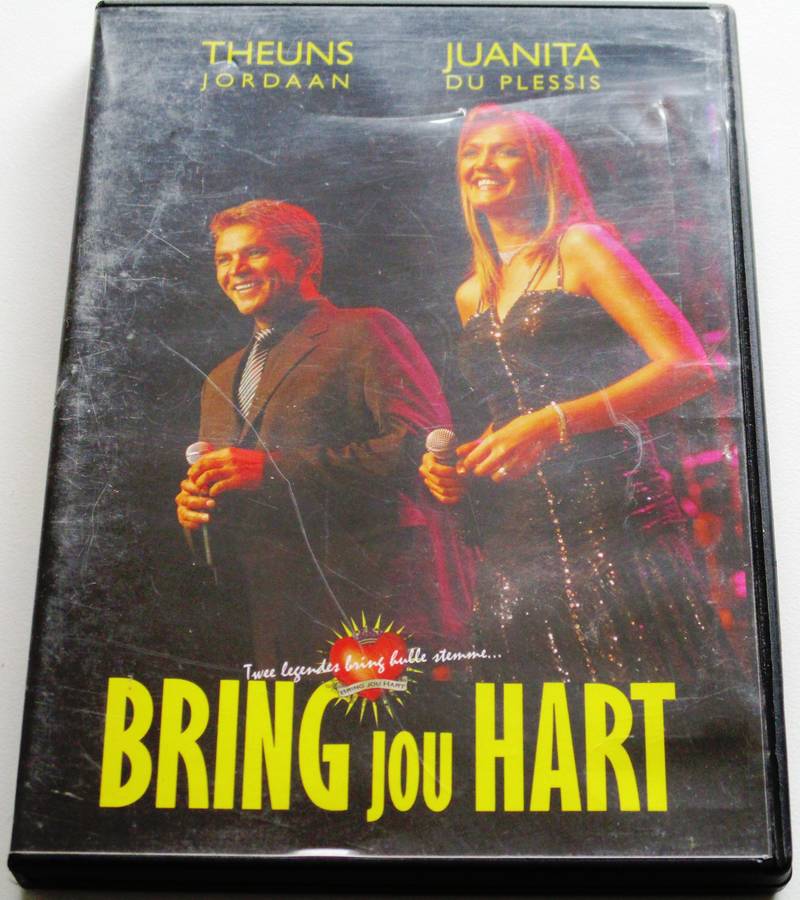 THEUNS JUANITA
JORDAAN DU PLESSIS
Twee legendes bring hulle stemme...
BRING JOU HART
BRING JOU HART